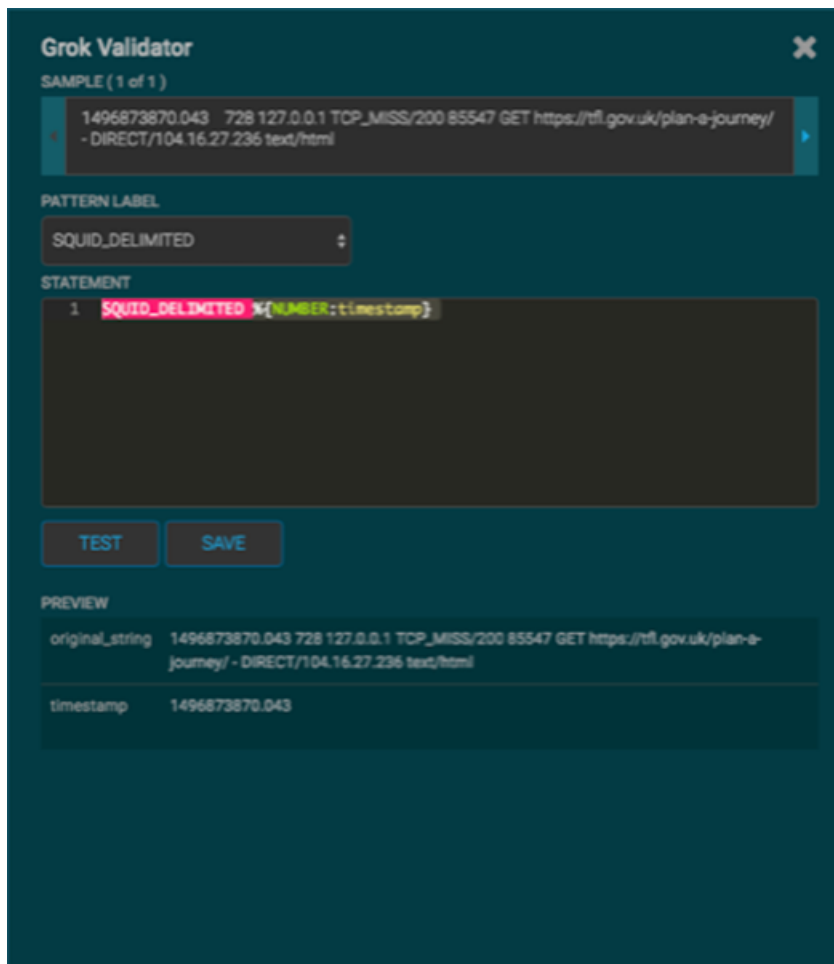 Grok Validator
SAMPLE ( 1 of 1 )
1496873870.043 728 127.0.0.1 TCP_MISS/200 85547 GET https://tfl.gov.uk/plan-a-journey/
- DIRECT/104.16.27.236 text/html
PATTERN LABEL
SQUID_DELIMITED
STATEMENT
1 SQUID_DELIMITED %{NUMBER:timestamp}
TEST SAVE
PREVIEW
original_string 1496873870.043 728 127.0.0.1 TCP_MISS/200 85547 GET https://tfl.gov.uk/plan-a-
journey/ - DIRECT/104.16.27.236 text/html
timestamp 1496873870.043